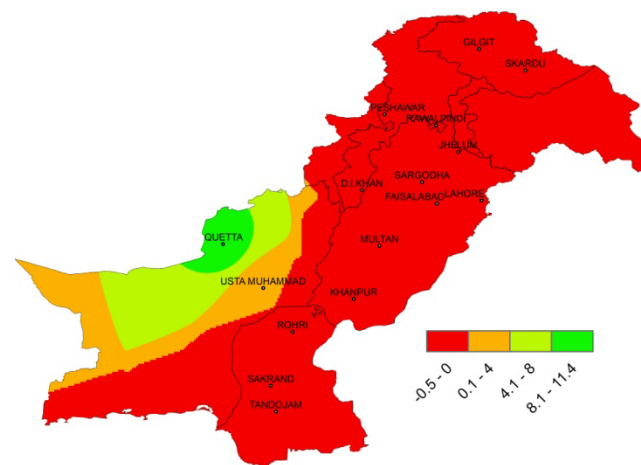 GILGIT
SKARDU
PESHAWAR
RAWALPINDI
JHELUM
SARGODHA
D.I.KHAN
FAISALABAD
LAHORE
QUETTA
MULTAN
USTA MUHAMMAD
KHANPUR
ROHRI
SAKRAND
TANDOJAM
-0.5 - 0
0.1 - 4
4.1 - 8
8.1 - 11.4